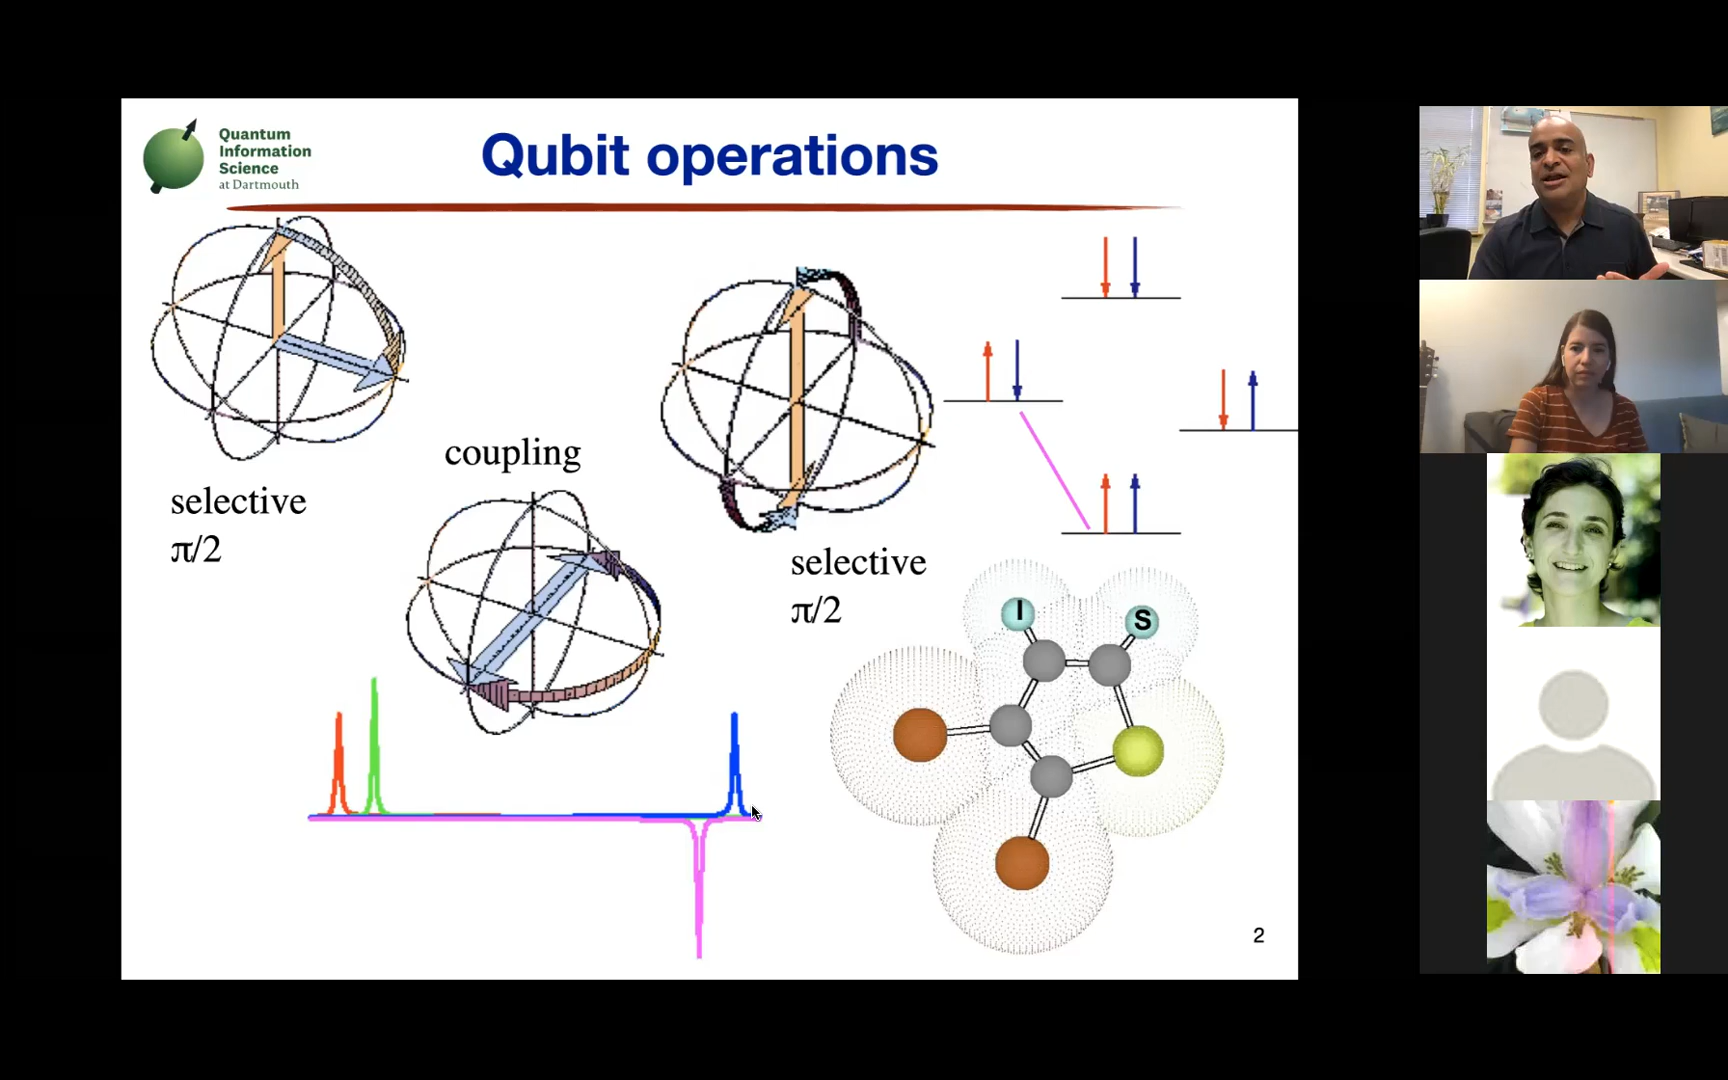 Quantum
Information
Science
at Dartmouth
Qubit operations
selective
π/2
coupling
selective
π/2
I
S
2